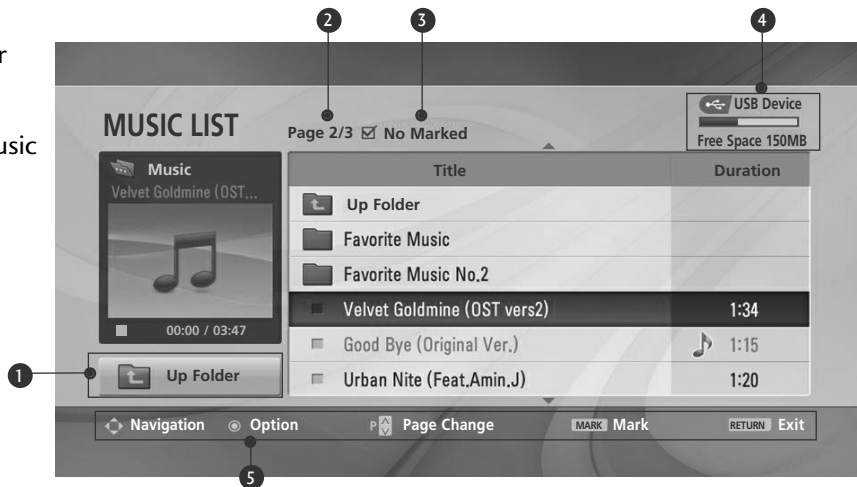 2 3 4
r
usic
MUSIC LIST
Page 2/3 No Marked
USB Device
Free Space 150MB
Music
Velvet Goldmine (OST...
00:00 / 03:47
Title Duration
Up Folder
Favorite Music
Favorite Music No.2
Velvet Goldmine (OST vers2) 1:34
Good Bye (Original Ver.) 1:15
Urban Nite (Feat.Amin.J) 1:20
1
Up Folder
Navigation Option P Page Change MARK Mark RETURN Exit
5